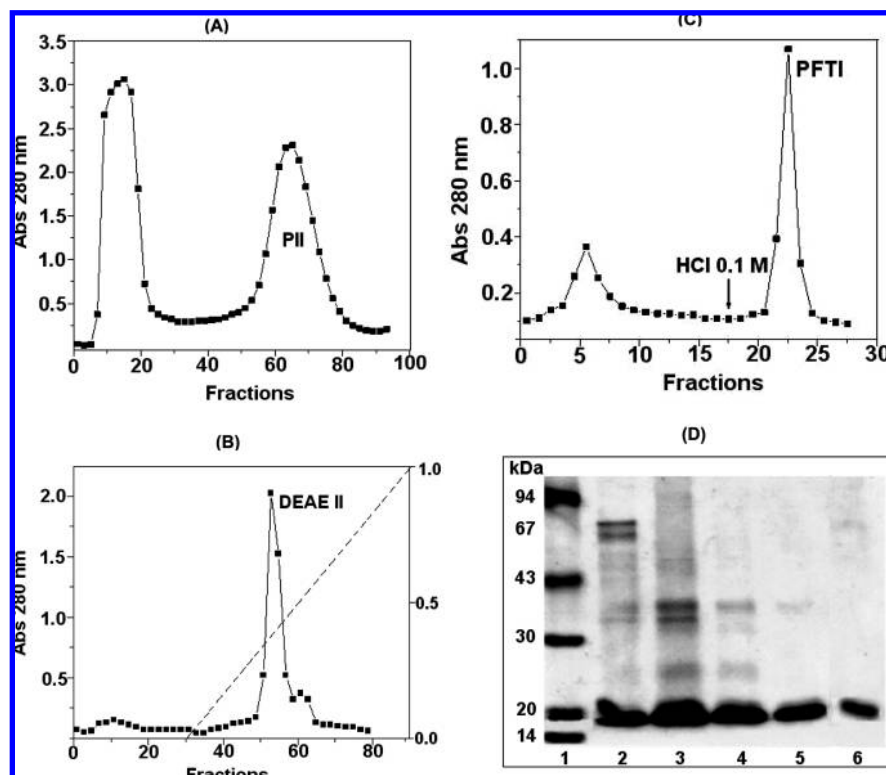 (A)
3.0
2.5
2.0
1.5
1.0
0.5
Abs 280 nm
PII
0 20 40 60 80 100
Fractions
(C)
1.0
0.8
0.6
0.4
0.2
Abs 280 nm
PFTI
HCl 0.1 M
0 5 10 15 20 25 30
Fractions
(B)
2.0
1.5
1.0
0.5
Abs 280 nm
DEAE II
1.0
0.5
0.0
0 20 40 60 80
Fractions
(D)
kDa
94
67
43
30
20
14
1 2 3 4 5 6